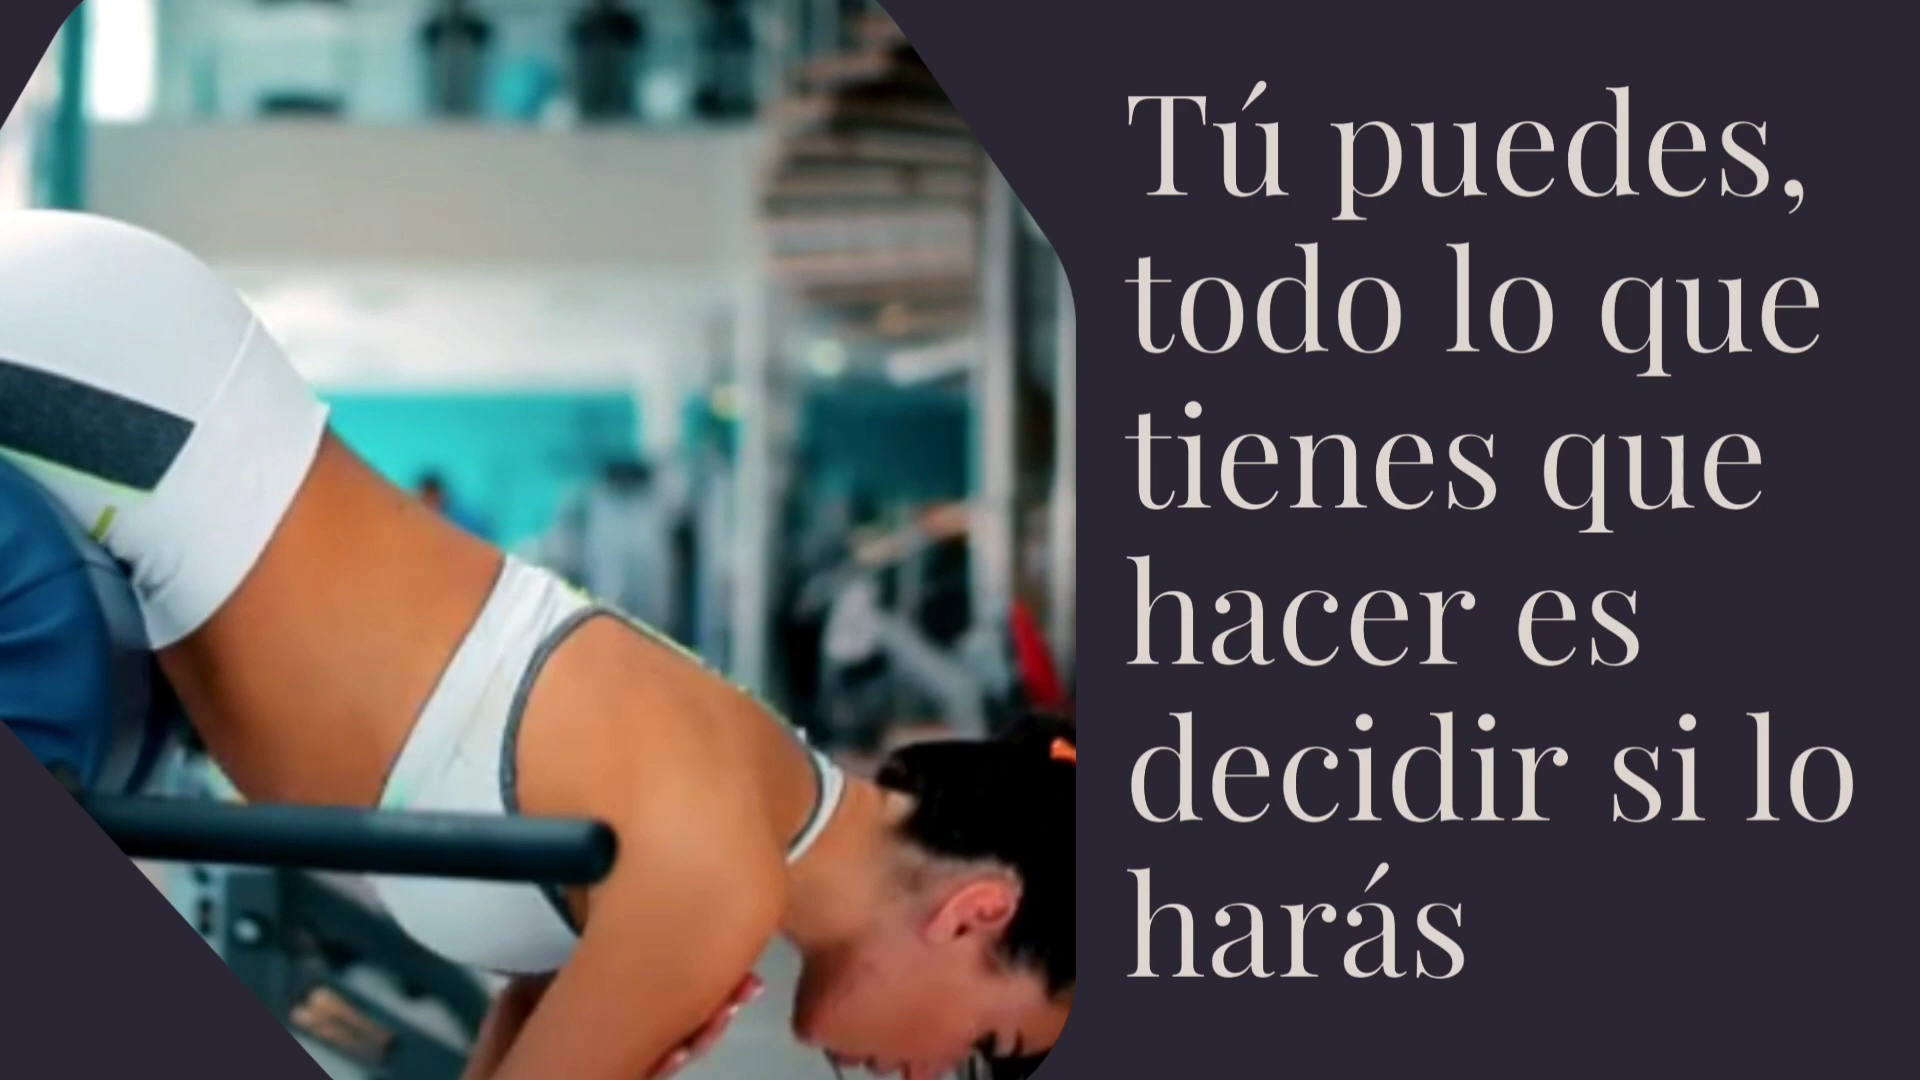 Tú puedes,
todo lo que
tienes que
hacer es
decidir si lo
harás